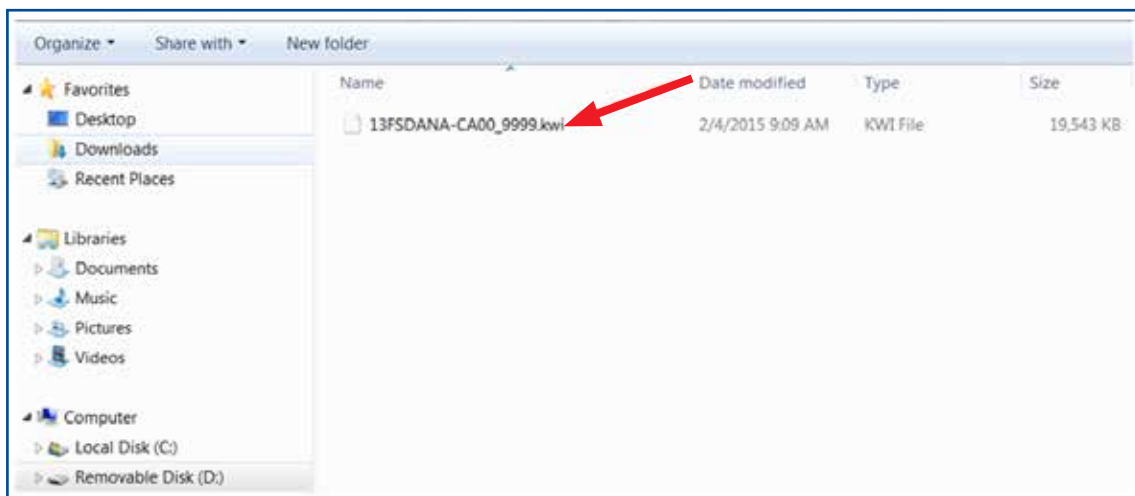 Organize Share with New folder
Name Date modified Type Size
Favorites
Desktop
Downloads
Recent Places
Libraries
Documents
Music
Pictures
Videos
Computer
Local Disk (C:)
Removable Disk (D:)
13FSDANA-CA00_9999.kwi 2/4/2015 9:09 AM KWI File 19,543 KB